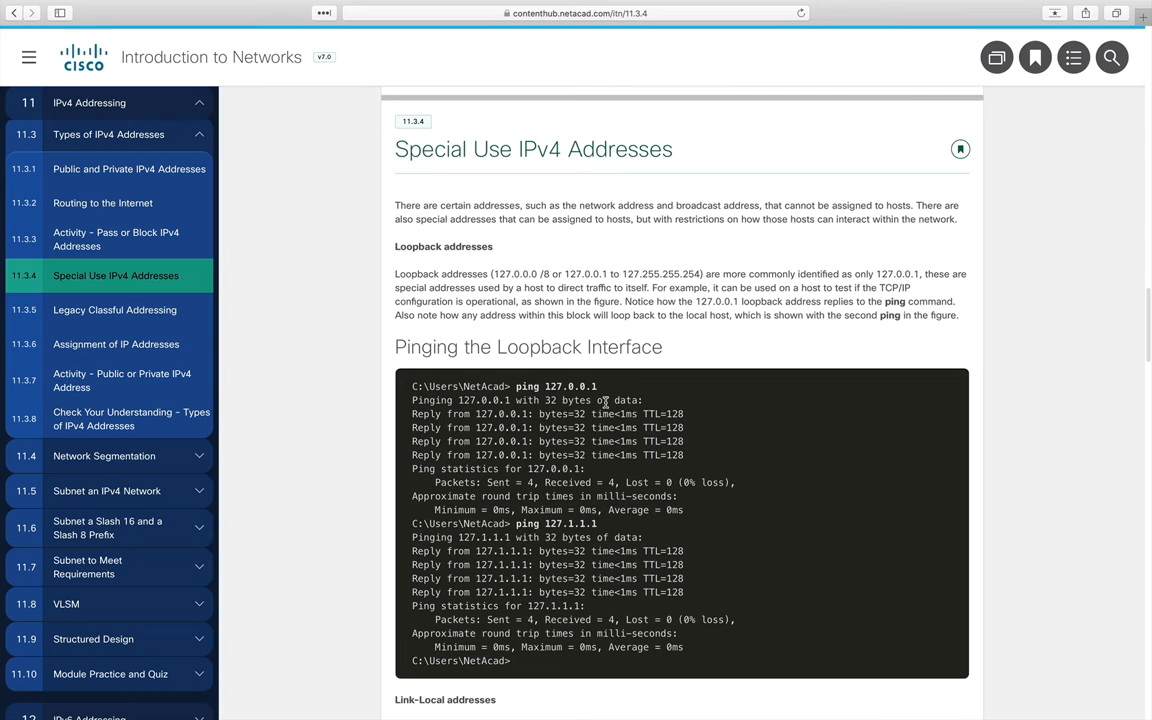 contenthub.netacad.com/itn/11.3.4
CISCO
Introduction to Networks
v7.0
11 IPv4 Addressing
11.3 Types of IPv4 Addresses
11.3.1 Public and Private IPv4 Addresses
11.3.2 Routing to the Internet
11.3.3 Activity – Pass or Block IPv4
Addresses
11.3.4 Special Use IPv4 Addresses
11.3.5 Legacy Classful Addressing
11.3.6 Assignment of IP Addresses
11.3.7 Activity – Public or Private IPv4
Address
11.3.8 Check Your Understanding – Types
of IPv4 Addresses
11.4 Network Segmentation
11.5 Subnet an IPv4 Network
11.6 Subnet a Slash 16 and a
Slash 8 Prefix
11.7 Subnet to Meet
Requirements
11.8 VLSM
11.9 Structured Design
11.10 Module Practice and Quiz
12 IPv6 Addressing
11.3.4
Special Use IPv4 Addresses
There are certain addresses, such as the network address and broadcast address, that cannot be assigned to hosts. There are
also special addresses that can be assigned to hosts, but with restrictions on how those hosts can interact within the network.
Loopback addresses
Loopback addresses (127.0.0.0 /8 or 127.0.0.1 to 127.255.255.254) are more commonly identified as only 127.0.0.1, these are
special addresses used by a host to direct traffic to itself. For example, it can be used on a host to test if the TCP/IP
configuration is operational, as shown in the figure. Notice how the 127.0.0.1 loopback address replies to the ping command.
Also note how any address within this block will loop back to the local host, which is shown with the second ping in the figure.
Pinging the Loopback Interface
C:\Users\NetAcad> ping 127.0.0.1
Pinging 127.0.0.1 with 32 bytes of data:
Reply from 127.0.0.1: bytes=32 time<1ms TTL=128
Reply from 127.0.0.1: bytes=32 time<1ms TTL=128
Reply from 127.0.0.1: bytes=32 time<1ms TTL=128
Reply from 127.0.0.1: bytes=32 time<1ms TTL=128
Ping statistics for 127.0.0.1:
Packets: Sent = 4, Received = 4, Lost = 0 (0% loss),
Approximate round trip times in milli-seconds:
Minimum = 0ms, Maximum = 0ms, Average = 0ms
C:\Users\NetAcad> ping 127.1.1.1
Pinging 127.1.1.1 with 32 bytes of data:
Reply from 127.1.1.1: bytes=32 time<1ms TTL=128
Reply from 127.1.1.1: bytes=32 time<1ms TTL=128
Reply from 127.1.1.1: bytes=32 time<1ms TTL=128
Reply from 127.1.1.1: bytes=32 time<1ms TTL=128
Ping statistics for 127.1.1.1:
Packets: Sent = 4, Received = 4, Lost = 0 (0% loss),
Approximate round trip times in milli-seconds:
Minimum = 0ms, Maximum = 0ms, Average = 0ms
C:\Users\NetAcad>
Link-Local addresses